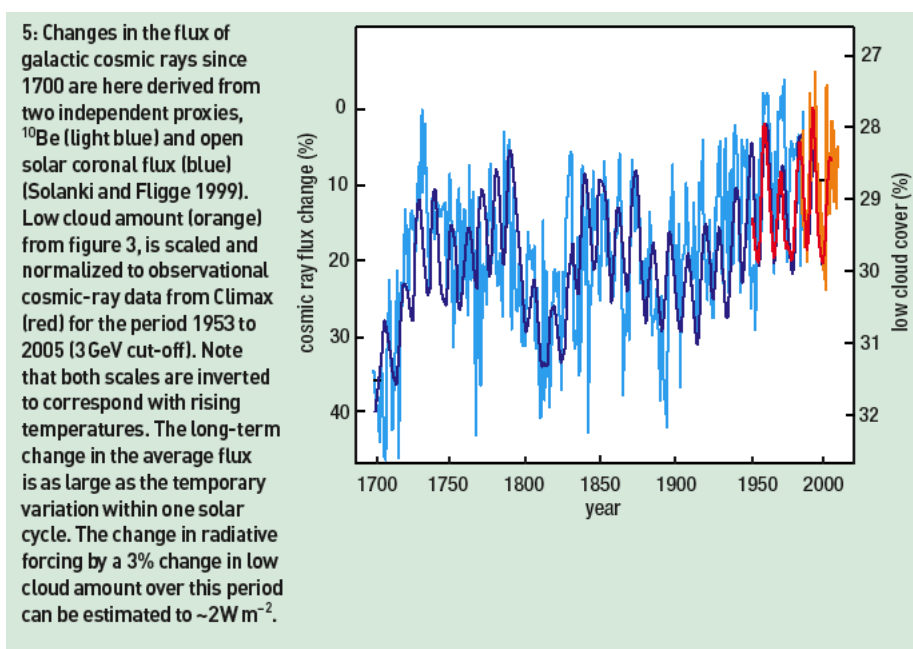 5: Changes in the flux of
galactic cosmic rays since
1700 are here derived from
two independent proxies,
¹⁰Be (light blue) and open
solar coronal flux (blue)
(Solanki and Fligge 1999).
Low cloud amount (orange)
from figure 3, is scaled and
normalized to observational
cosmic-ray data from Climax
(red) for the period 1953 to
2005 (3 GeV cut-off). Note
that both scales are inverted
to correspond with rising
temperatures. The long-term
change in the average flux
is as large as the temporary
variation within one solar
cycle. The change in radiative
forcing by a 3% change in low
cloud amount over this period
can be estimated to ~2W m⁻².
cosmic ray flux change (%)
0
10
20
30
40
1700 1750 1800 1850 1900 1950 2000
year
27
28
29
30
31
32
low cloud cover (%)